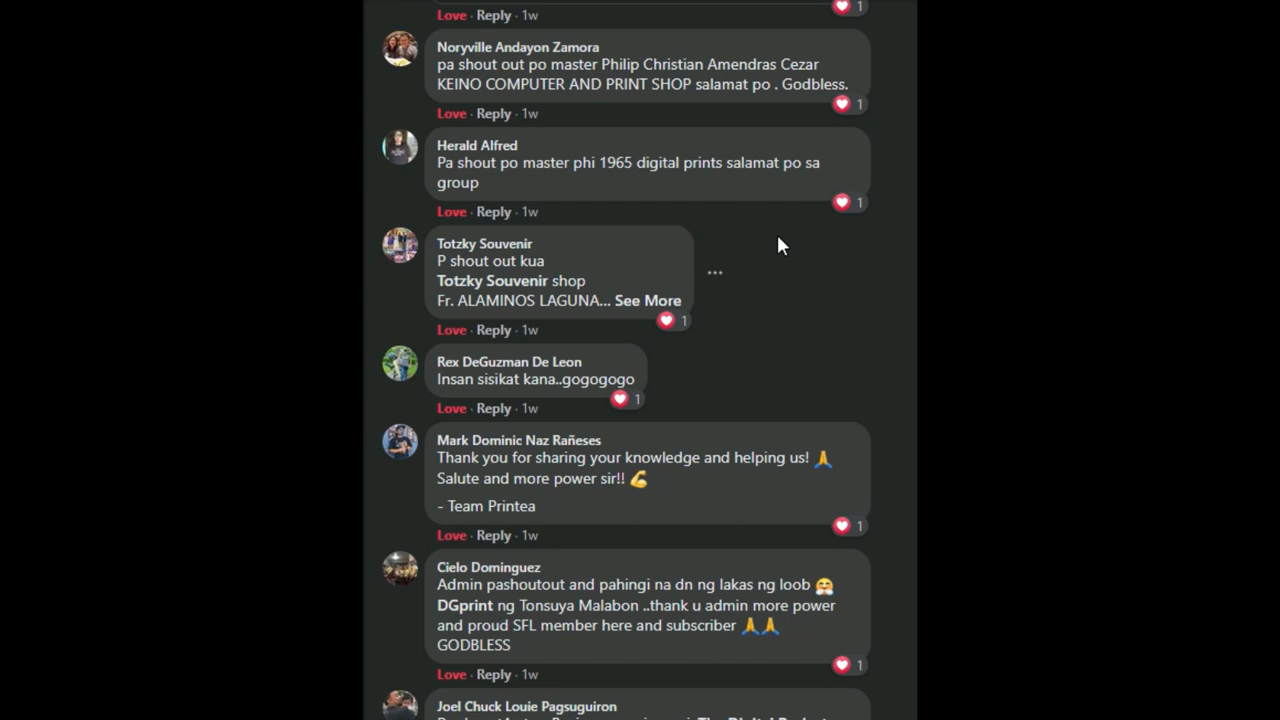 1
Love · Reply · 1w
Noryville Andayon Zamora
pa shout out po master Philip Christian Amendras Cezar
KEINO COMPUTER AND PRINT SHOP salamat po . Godbless.
1
Love · Reply · 1w
Herald Alfred
Pa shout po master phi 1965 digital prints salamat po sa
group
1
Love · Reply · 1w
Totzky Souvenir
P shout out kua
Totzky Souvenir shop
Fr. ALAMINOS LAGUNA... See More
1
Love · Reply · 1w
Rex DeGuzman De Leon
Insan sisikat kana..gogogogo
1
Love · Reply · 1w
Mark Dominic Naz Rañeses
Thank you for sharing your knowledge and helping us! 🙏
Salute and more power sir!! 💪
- Team Printea
1
Love · Reply · 1w
Cielo Dominguez
Admin pashoutout and pahingi na dn ng lakas ng loob 🤗
DGprint ng Tonsuya Malabon ..thank u admin more power
and proud SFL member here and subscriber 🙏🙏
GODBLESS
1
Love · Reply · 1w
Joel Chuck Louie Pagsuguiron